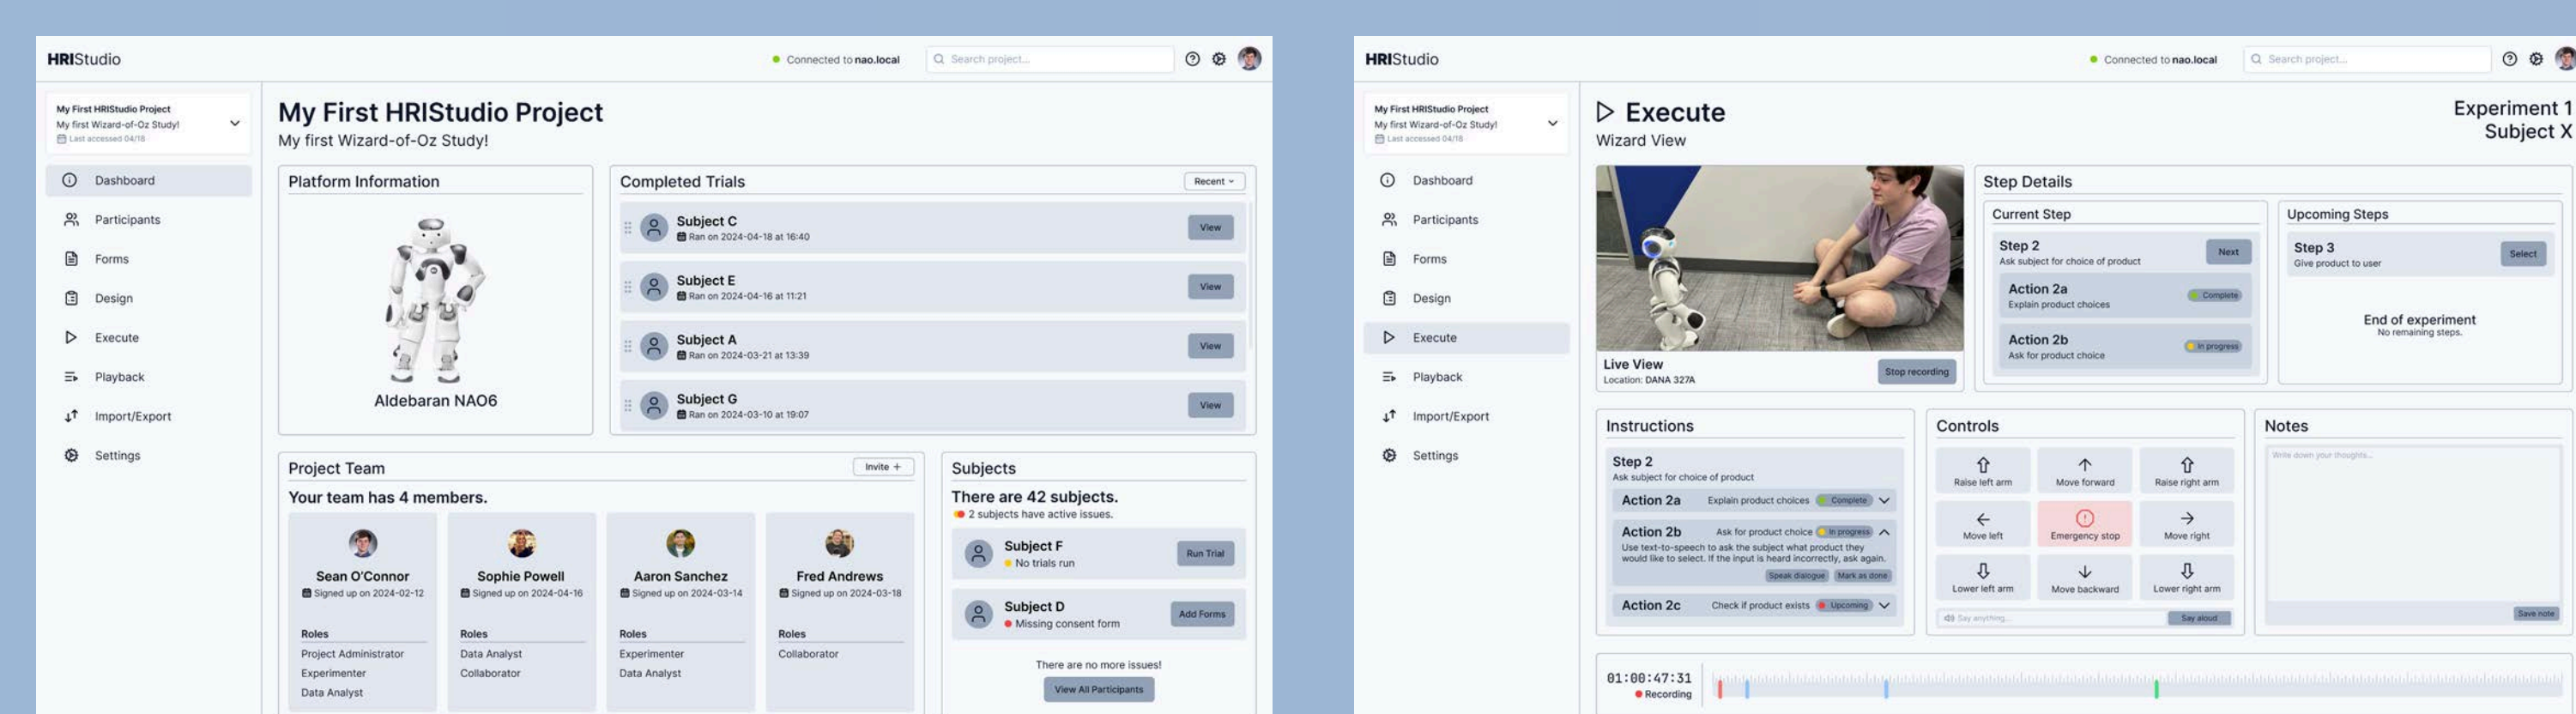 HRIStudio
Connected to nao.local
Search project...
My First HRIStudio Project
My first Wizard-of-Oz Study!
Last accessed 04/18
Dashboard
Participants
Forms
Design
Execute
Playback
Import/Export
Settings
My First HRIStudio Project
My first Wizard-of-Oz Study!
Platform Information
Aldebaran NAO6
Completed Trials
Recent
Subject C
Ran on 2024-04-18 at 16:40
View
Subject E
Ran on 2024-04-16 at 11:21
View
Subject A
Ran on 2024-03-21 at 13:39
View
Subject G
Ran on 2024-03-10 at 19:07
View
Project Team
Invite +
Your team has 4 members.
Sean O'Connor
Signed up on 2024-02-12
Roles
Project Administrator
Experimenter
Data Analyst
Sophie Powell
Signed up on 2024-04-16
Roles
Data Analyst
Collaborator
Aaron Sanchez
Signed up on 2024-03-14
Roles
Experimenter
Data Analyst
Fred Andrews
Signed up on 2024-03-18
Roles
Collaborator
Subjects
There are 42 subjects.
2 subjects have active issues.
Subject F
No trials run
Run Trial
Subject D
Missing consent form
Add Forms
There are no more issues!
View All Participants
HRIStudio
Connected to nao.local
Search project...
My First HRIStudio Project
My first Wizard-of-Oz Study!
Last accessed 04/18
Dashboard
Participants
Forms
Design
Execute
Playback
Import/Export
Settings
Execute
Wizard View
Experiment 1
Subject X
Live View
Location: DANA 327A
Stop recording
Step Details
Current Step
Step 2
Ask subject for choice of product
Next
Action 2a
Explain product choices
Complete
Action 2b
Ask for product choice
In progress
Upcoming Steps
Step 3
Give product to user
Select
End of experiment
No remaining steps.
Instructions
Step 2
Ask subject for choice of product
Action 2a Explain product choices Complete
Action 2b Ask for product choice In progress
Use text-to-speech to ask the subject what product they
would like to select. If the input is heard incorrectly, ask again.
Speak dialogue Mark as done
Action 2c Check if product exists Upcoming
Controls
Raise left arm
Move forward
Raise right arm
Move left
Emergency stop
Move right
Lower left arm
Move backward
Lower right arm
Say anything...
Say aloud
Notes
Write down your thoughts...
Save note
01:00:47:31
Recording